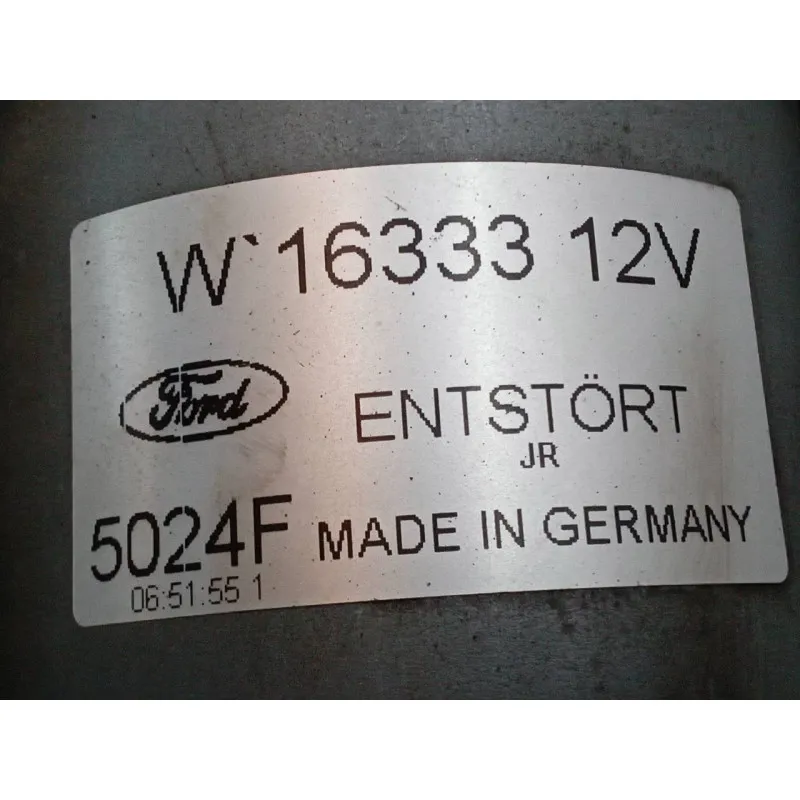 W`16333 12V
Ford ENTSTÖRT
JR
5024F MADE IN GERMANY
06:51:55 1